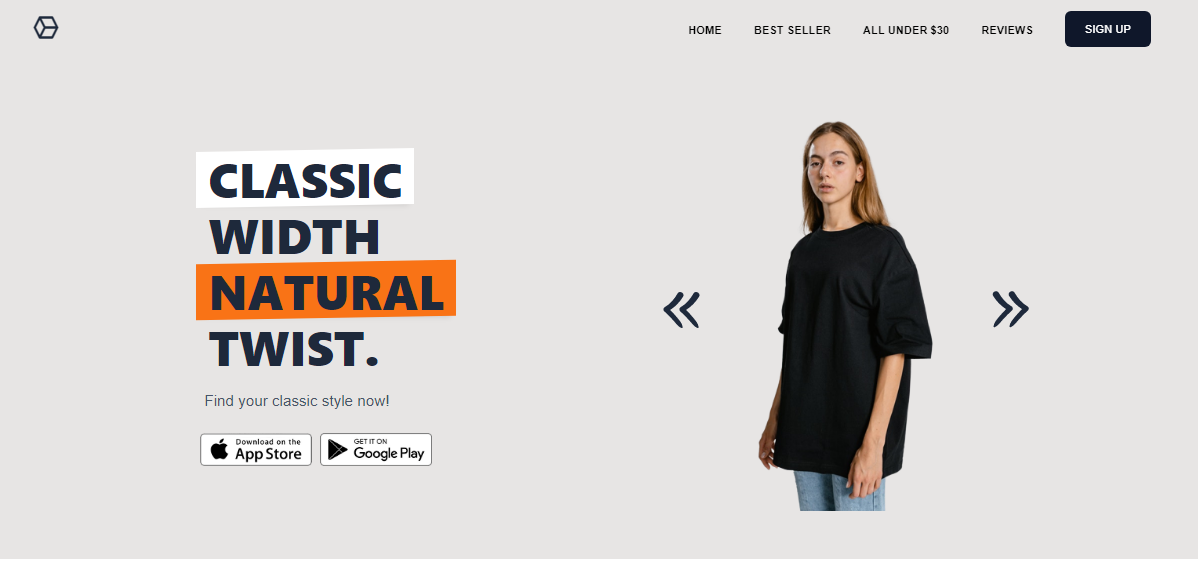 HOME BEST SELLER ALL UNDER $30 REVIEWS SIGN UP
CLASSIC
WIDTH
NATURAL
TWIST.
Find your classic style now!
Download on the
App Store
GET IT ON
Google Play